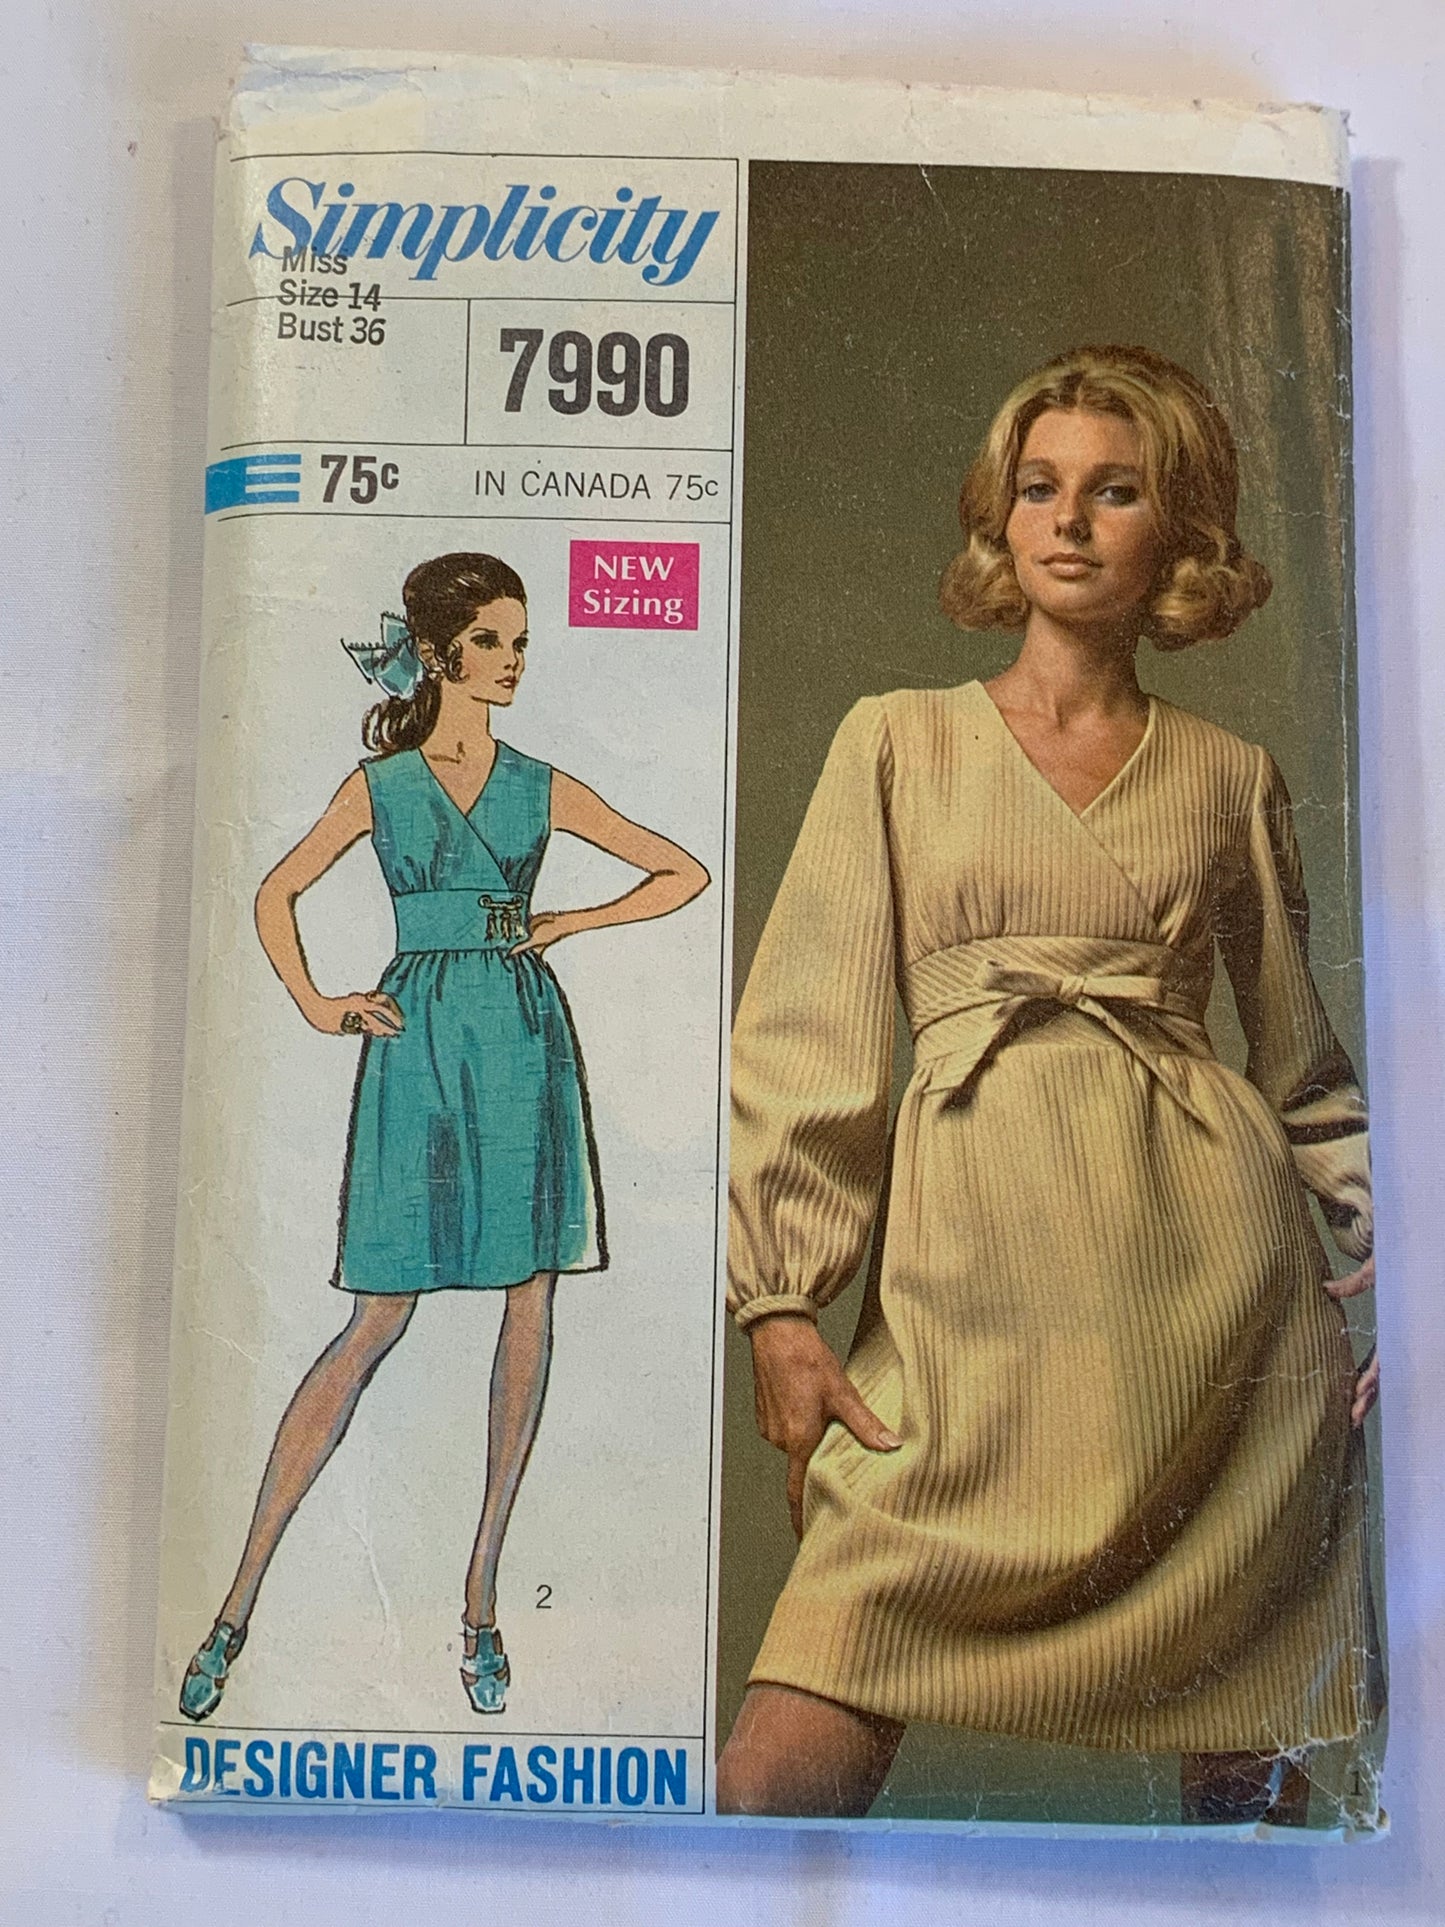 Simplicity
Miss
Size 14
Bust 36
7990
75c
IN CANADA 75c
NEW
Sizing
2
DESIGNER FASHION
1